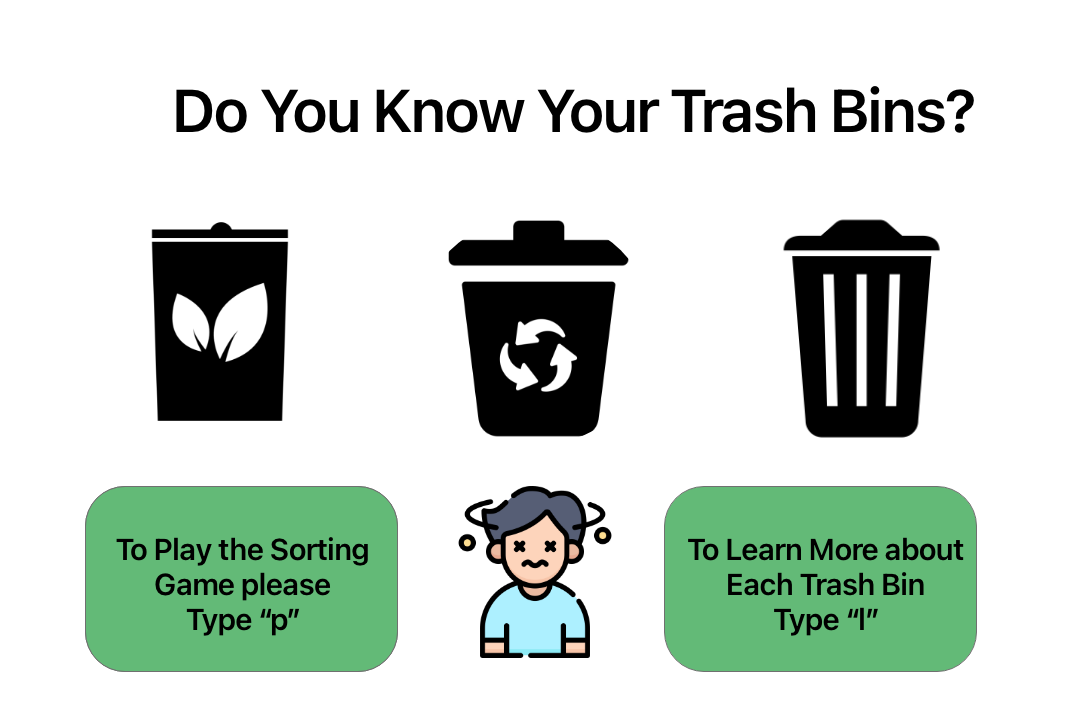 Do You Know Your Trash Bins?
To Play the Sorting
Game please
Type “p”
To Learn More about
Each Trash Bin
Type “l”